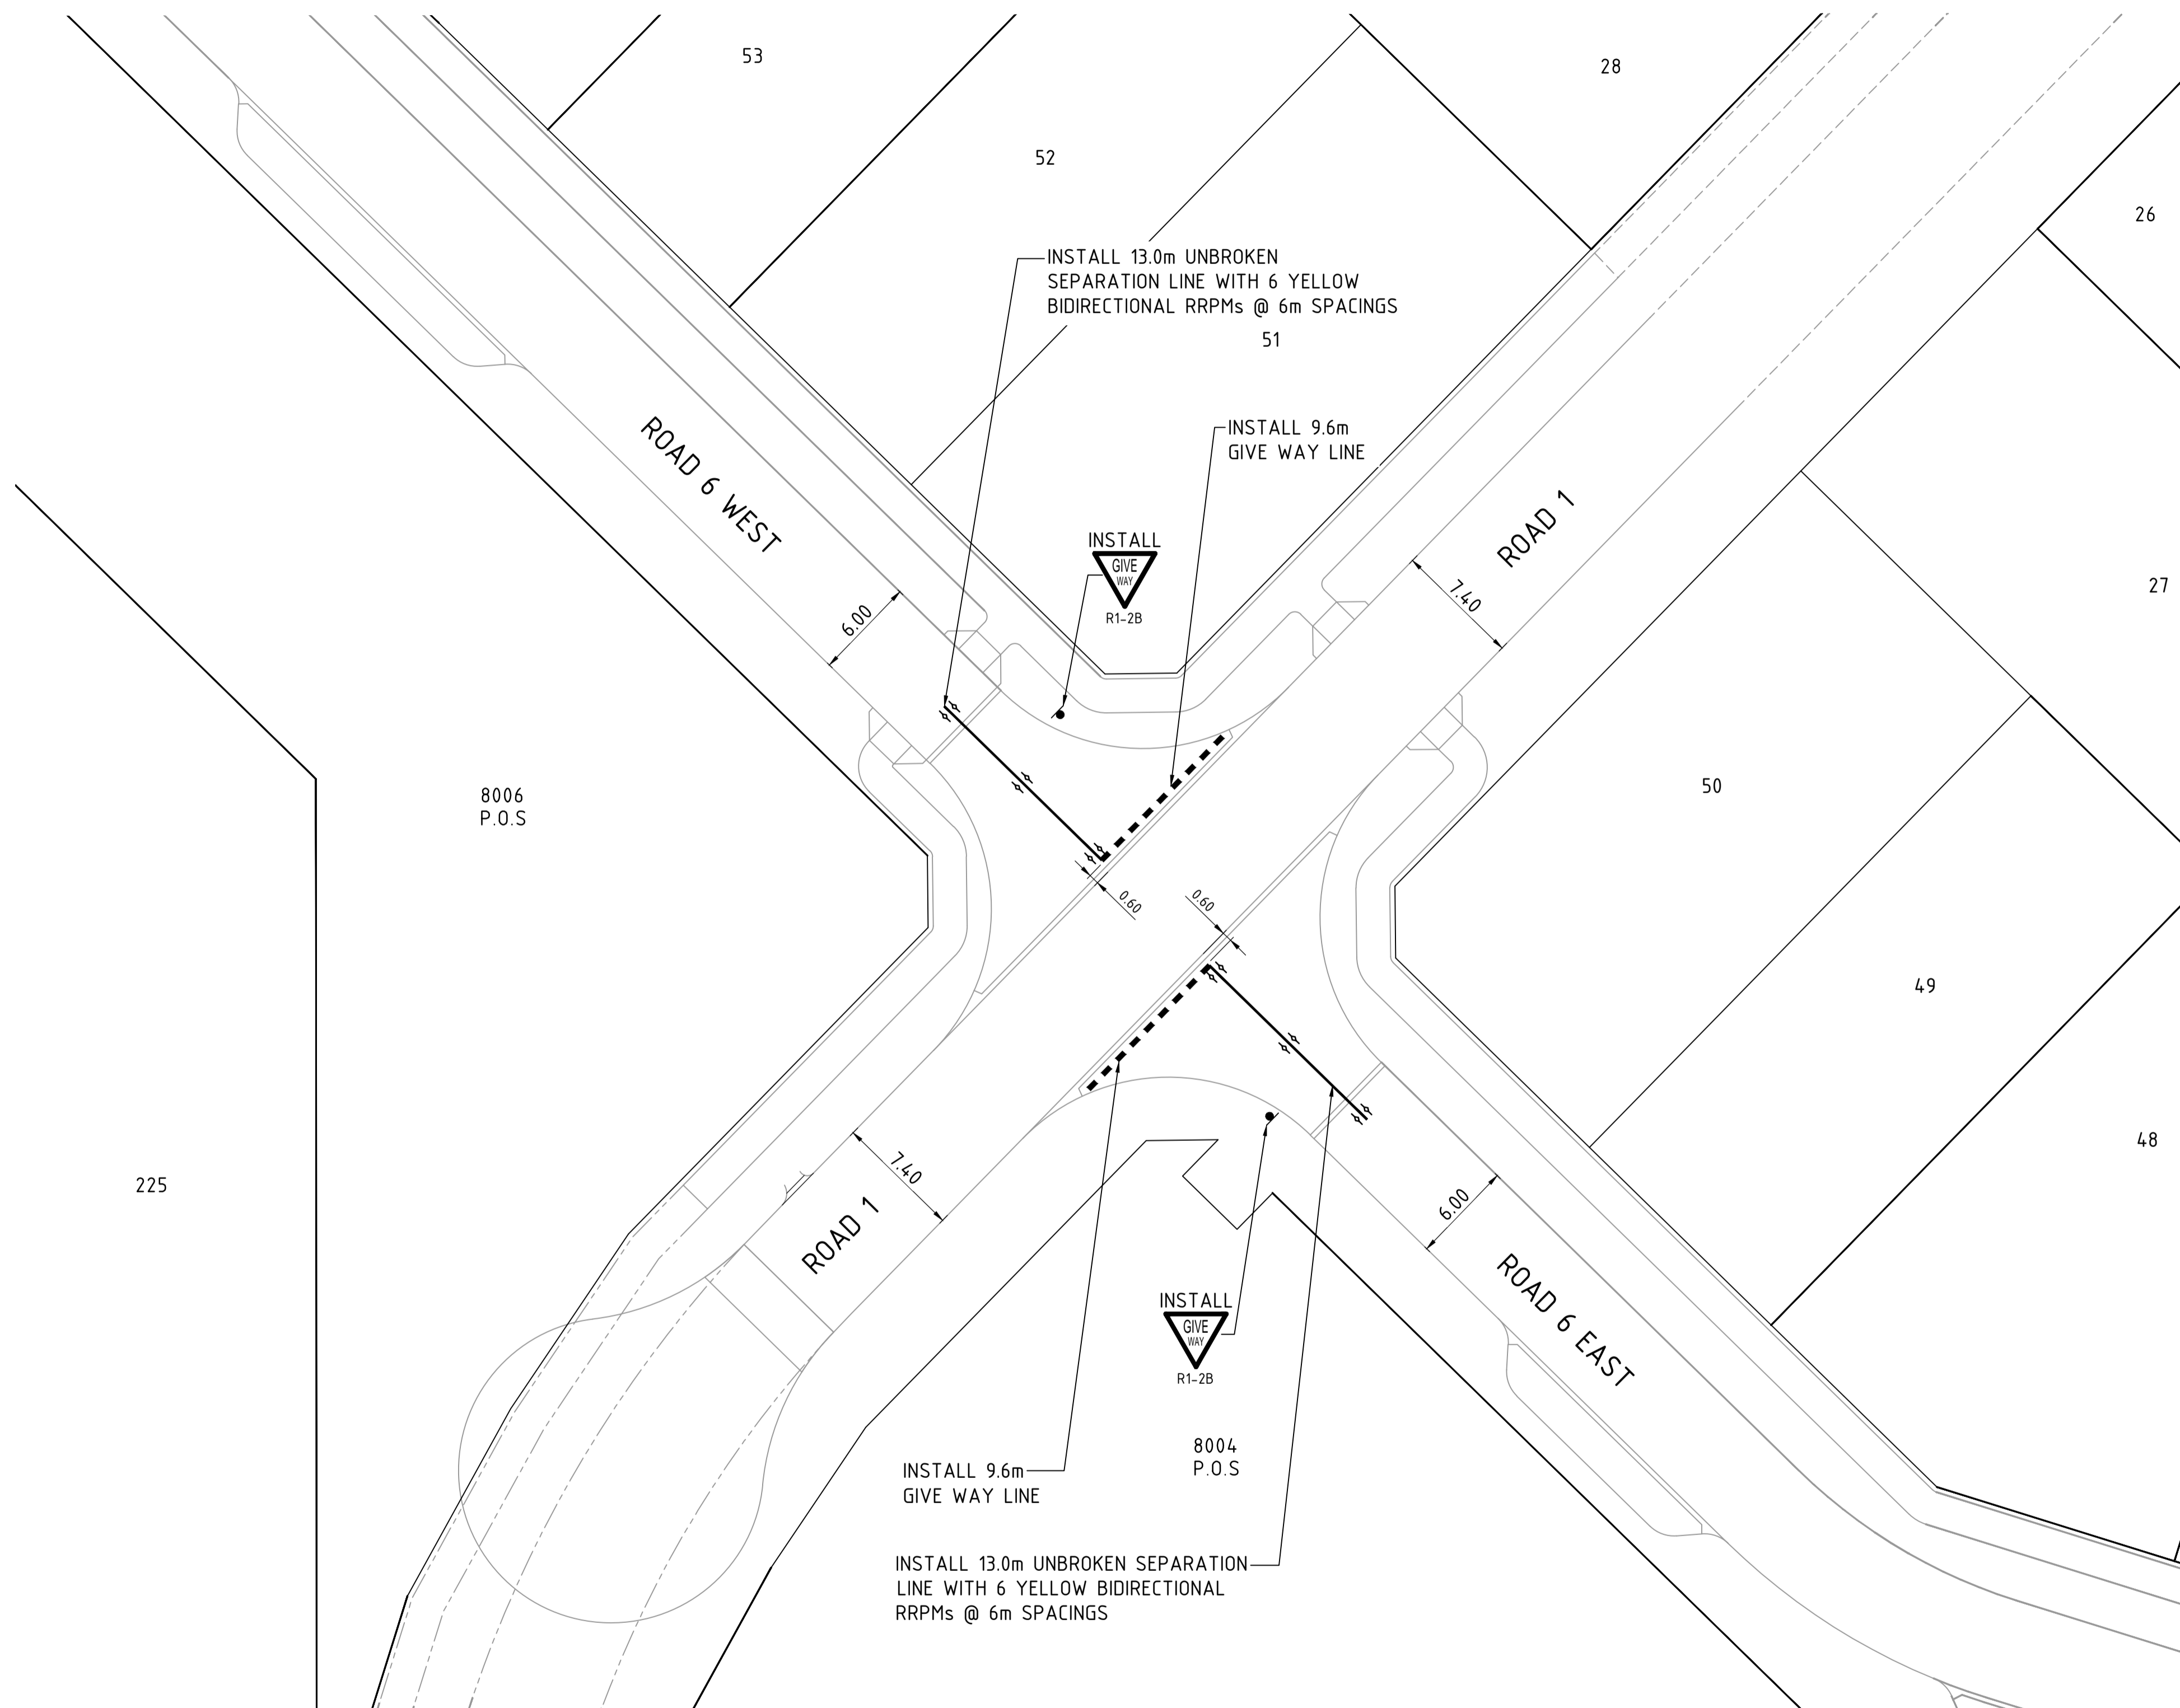 53
28
52
26
INSTALL 13.0m UNBROKEN
SEPARATION LINE WITH 6 YELLOW
BIDIRECTIONAL RRPMs @ 6m SPACINGS
51
INSTALL 9.6m
GIVE WAY LINE
ROAD 6 WEST
ROAD 1
INSTALL
GIVE
WAY
R1-2B
6.00
7.40
27
50
8006
P.O.S
0.60
0.60
49
48
225
7.40
ROAD 1
6.00
ROAD 6 EAST
INSTALL
GIVE
WAY
R1-2B
8004
P.O.S
INSTALL 9.6m
GIVE WAY LINE
INSTALL 13.0m UNBROKEN SEPARATION
LINE WITH 6 YELLOW BIDIRECTIONAL
RRPMs @ 6m SPACINGS